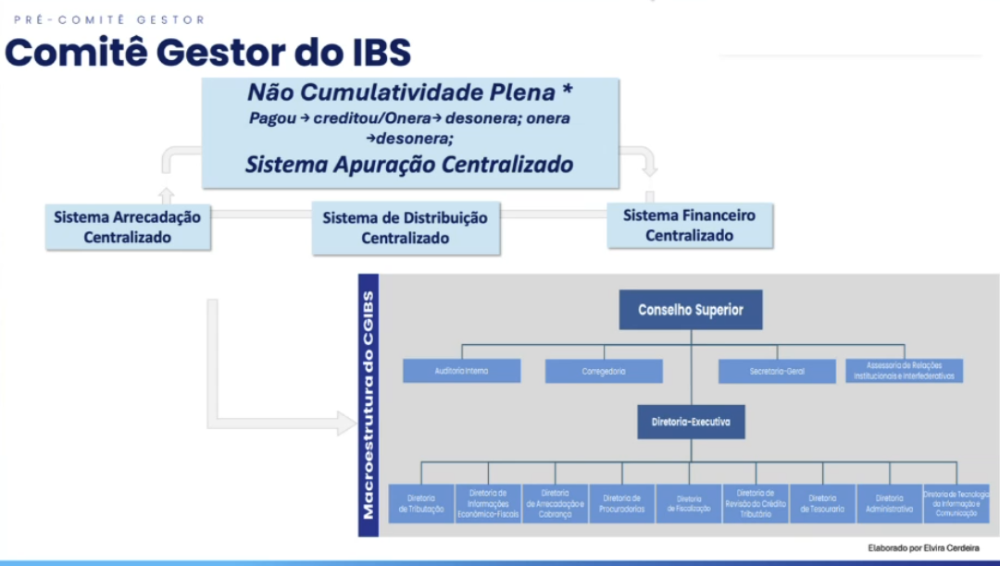 PRÉ-COMITÊ GESTOR
Comitê Gestor do IBS
Não Cumulatividade Plena *
Pagou → creditou/Onera→ desonera; onera
→desonera;
Sistema Apuração Centralizado
Sistema Arrecadação
Centralizado
Sistema de Distribuição
Centralizado
Sistema Financeiro
Centralizado
Macroestrutura do CGIBS
Conselho Superior
Auditoria Interna
Corregedoria
Secretaria-Geral
Assessoria de Relações
Institucionais e Interfederativas
Diretoria-Executiva
Diretoria
de Tributação
Diretoria de
Informações
Econômico-Fiscais
Diretoria
de Arrecadação e
Cobrança
Diretoria de
Procuradorias
Diretoria
de Fiscalização
Diretoria de
Revisão do Crédito
Tributário
Diretoria
de Tesouraria
Diretoria
Administrativa
Diretoria de Tecnologia
da Informação e
Comunicação
Elaborado por Elvira Cerdeira